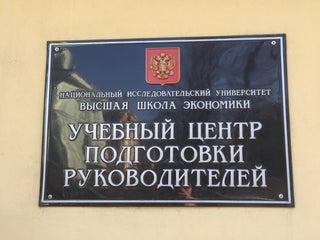 НАЦИОНАЛЬНЫЙ ИССЛЕДОВАТЕЛЬСКИЙ УНИВЕРСИТЕТ
ВЫСШАЯ ШКОЛА ЭКОНОМИКИ
УЧЕБНЫЙ ЦЕНТР
ПОДГОТОВКИ
РУКОВОДИТЕЛЕЙ